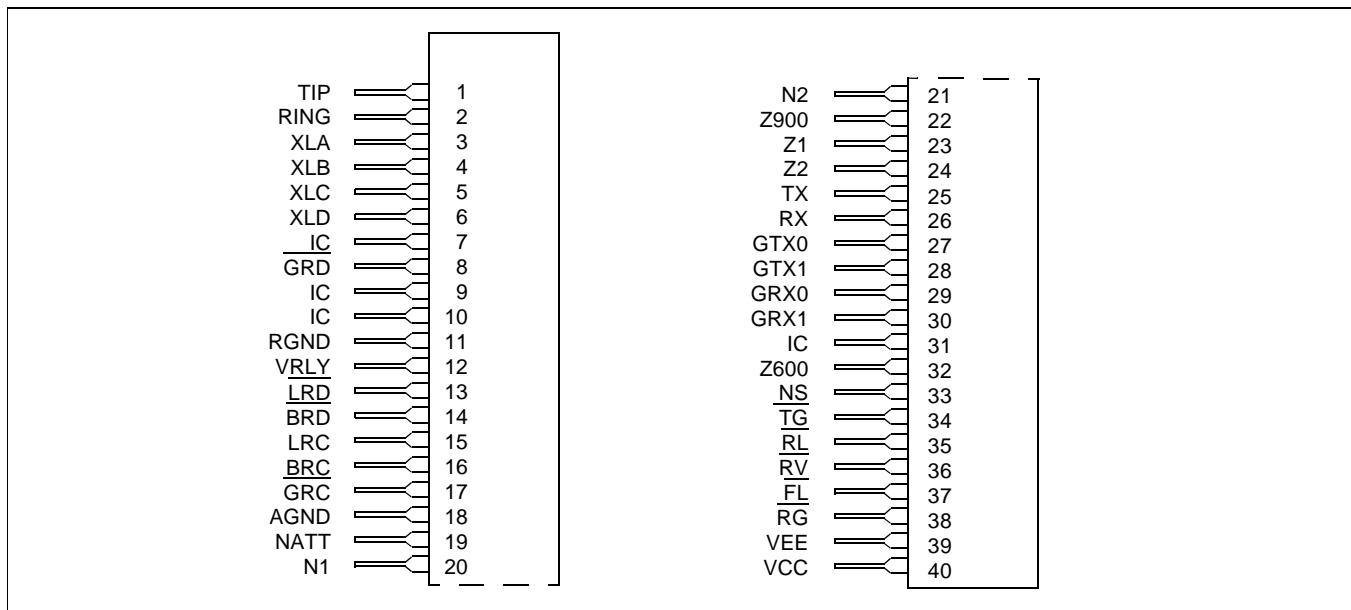 TIP 1
RING 2
XLA 3
XLB 4
XLC 5
XLD 6
IC 7
GRD 8
IC 9
IC 10
RGND 11
VRLY 12
LRD 13
BRD 14
LRC 15
BRC 16
GRC 17
AGND 18
NATT 19
N1 20
N2 21
Z900 22
Z1 23
Z2 24
TX 25
RX 26
GTX0 27
GTX1 28
GRX0 29
GRX1 30
IC 31
Z600 32
NS 33
TG 34
RL 35
RV 36
FL 37
RG 38
VEE 39
VCC 40